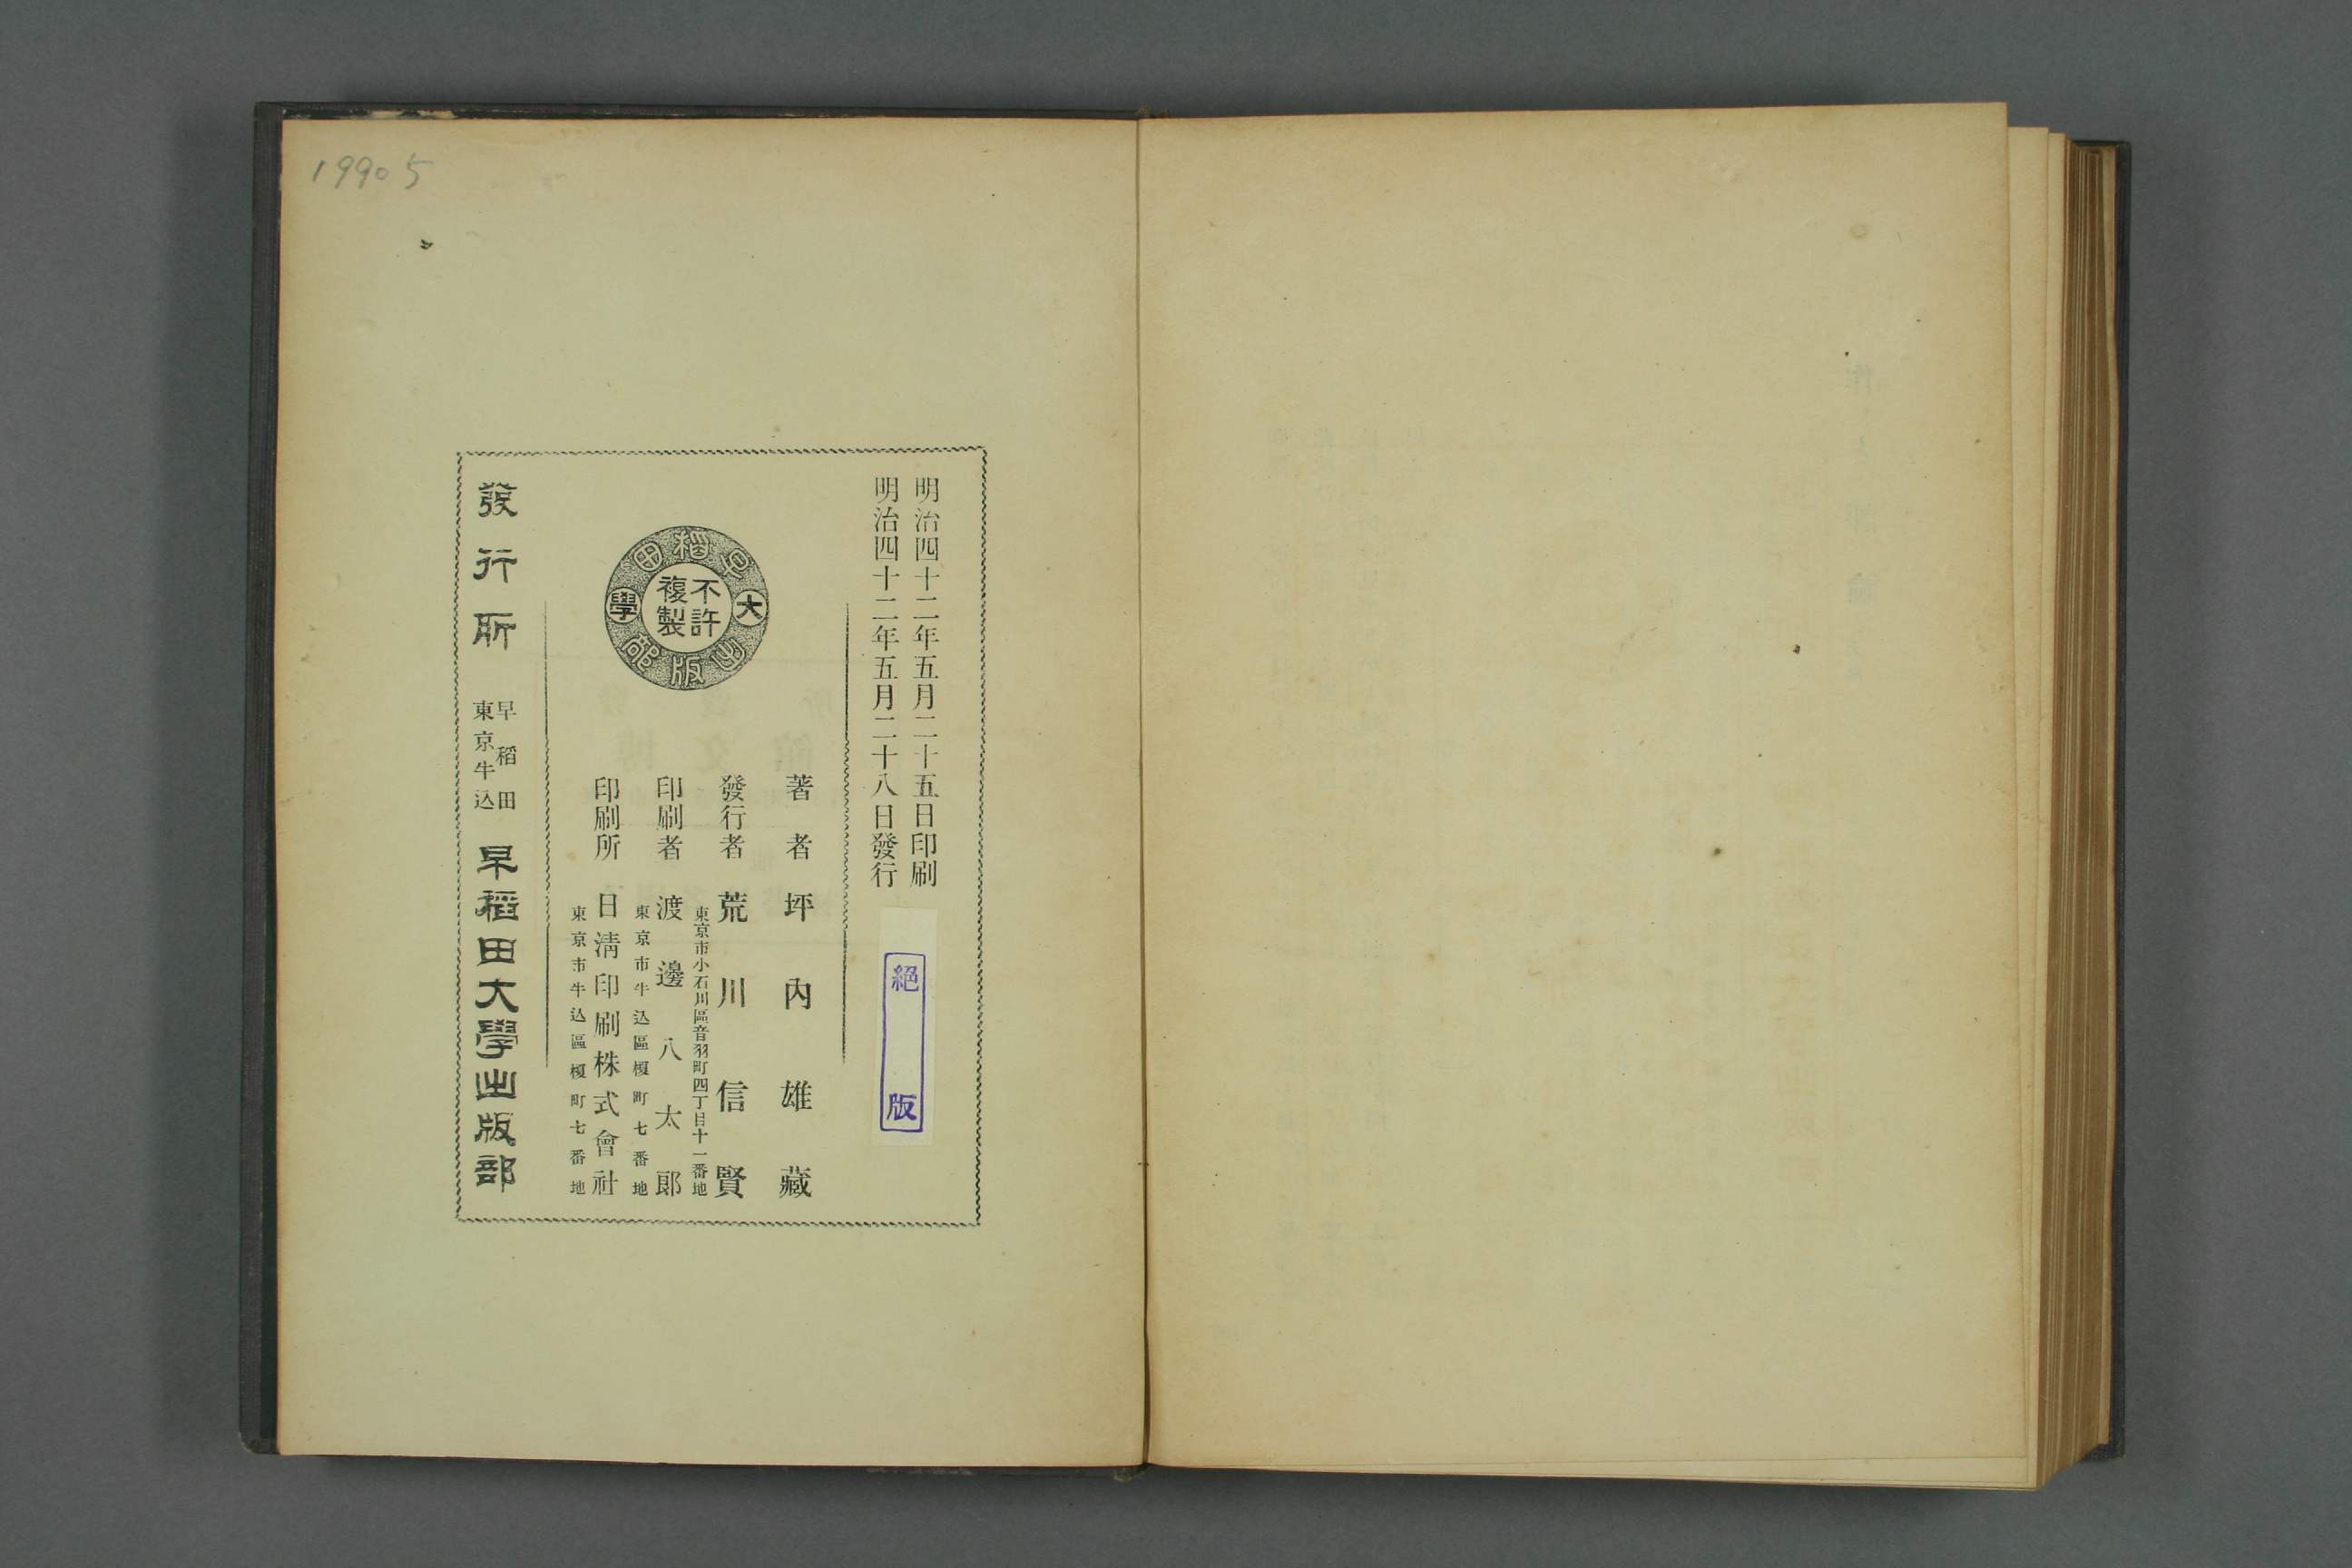 明治四十二年五月二十五日印刷
明治四十二年五月二十八日發行
絕版
著者 坪內雄藏
發行者 荒川信賢
東京市小石川區音羽町四丁目十一番地
印刷者 渡邊八太郞
東京市牛込區榎町七番地
印刷所 日淸印刷株式會社
東京市牛込區榎町七番地
早稻田
大學
出版部
不許
複製
發行所
早稻田
東京牛込
早稻田大學出版部
19905